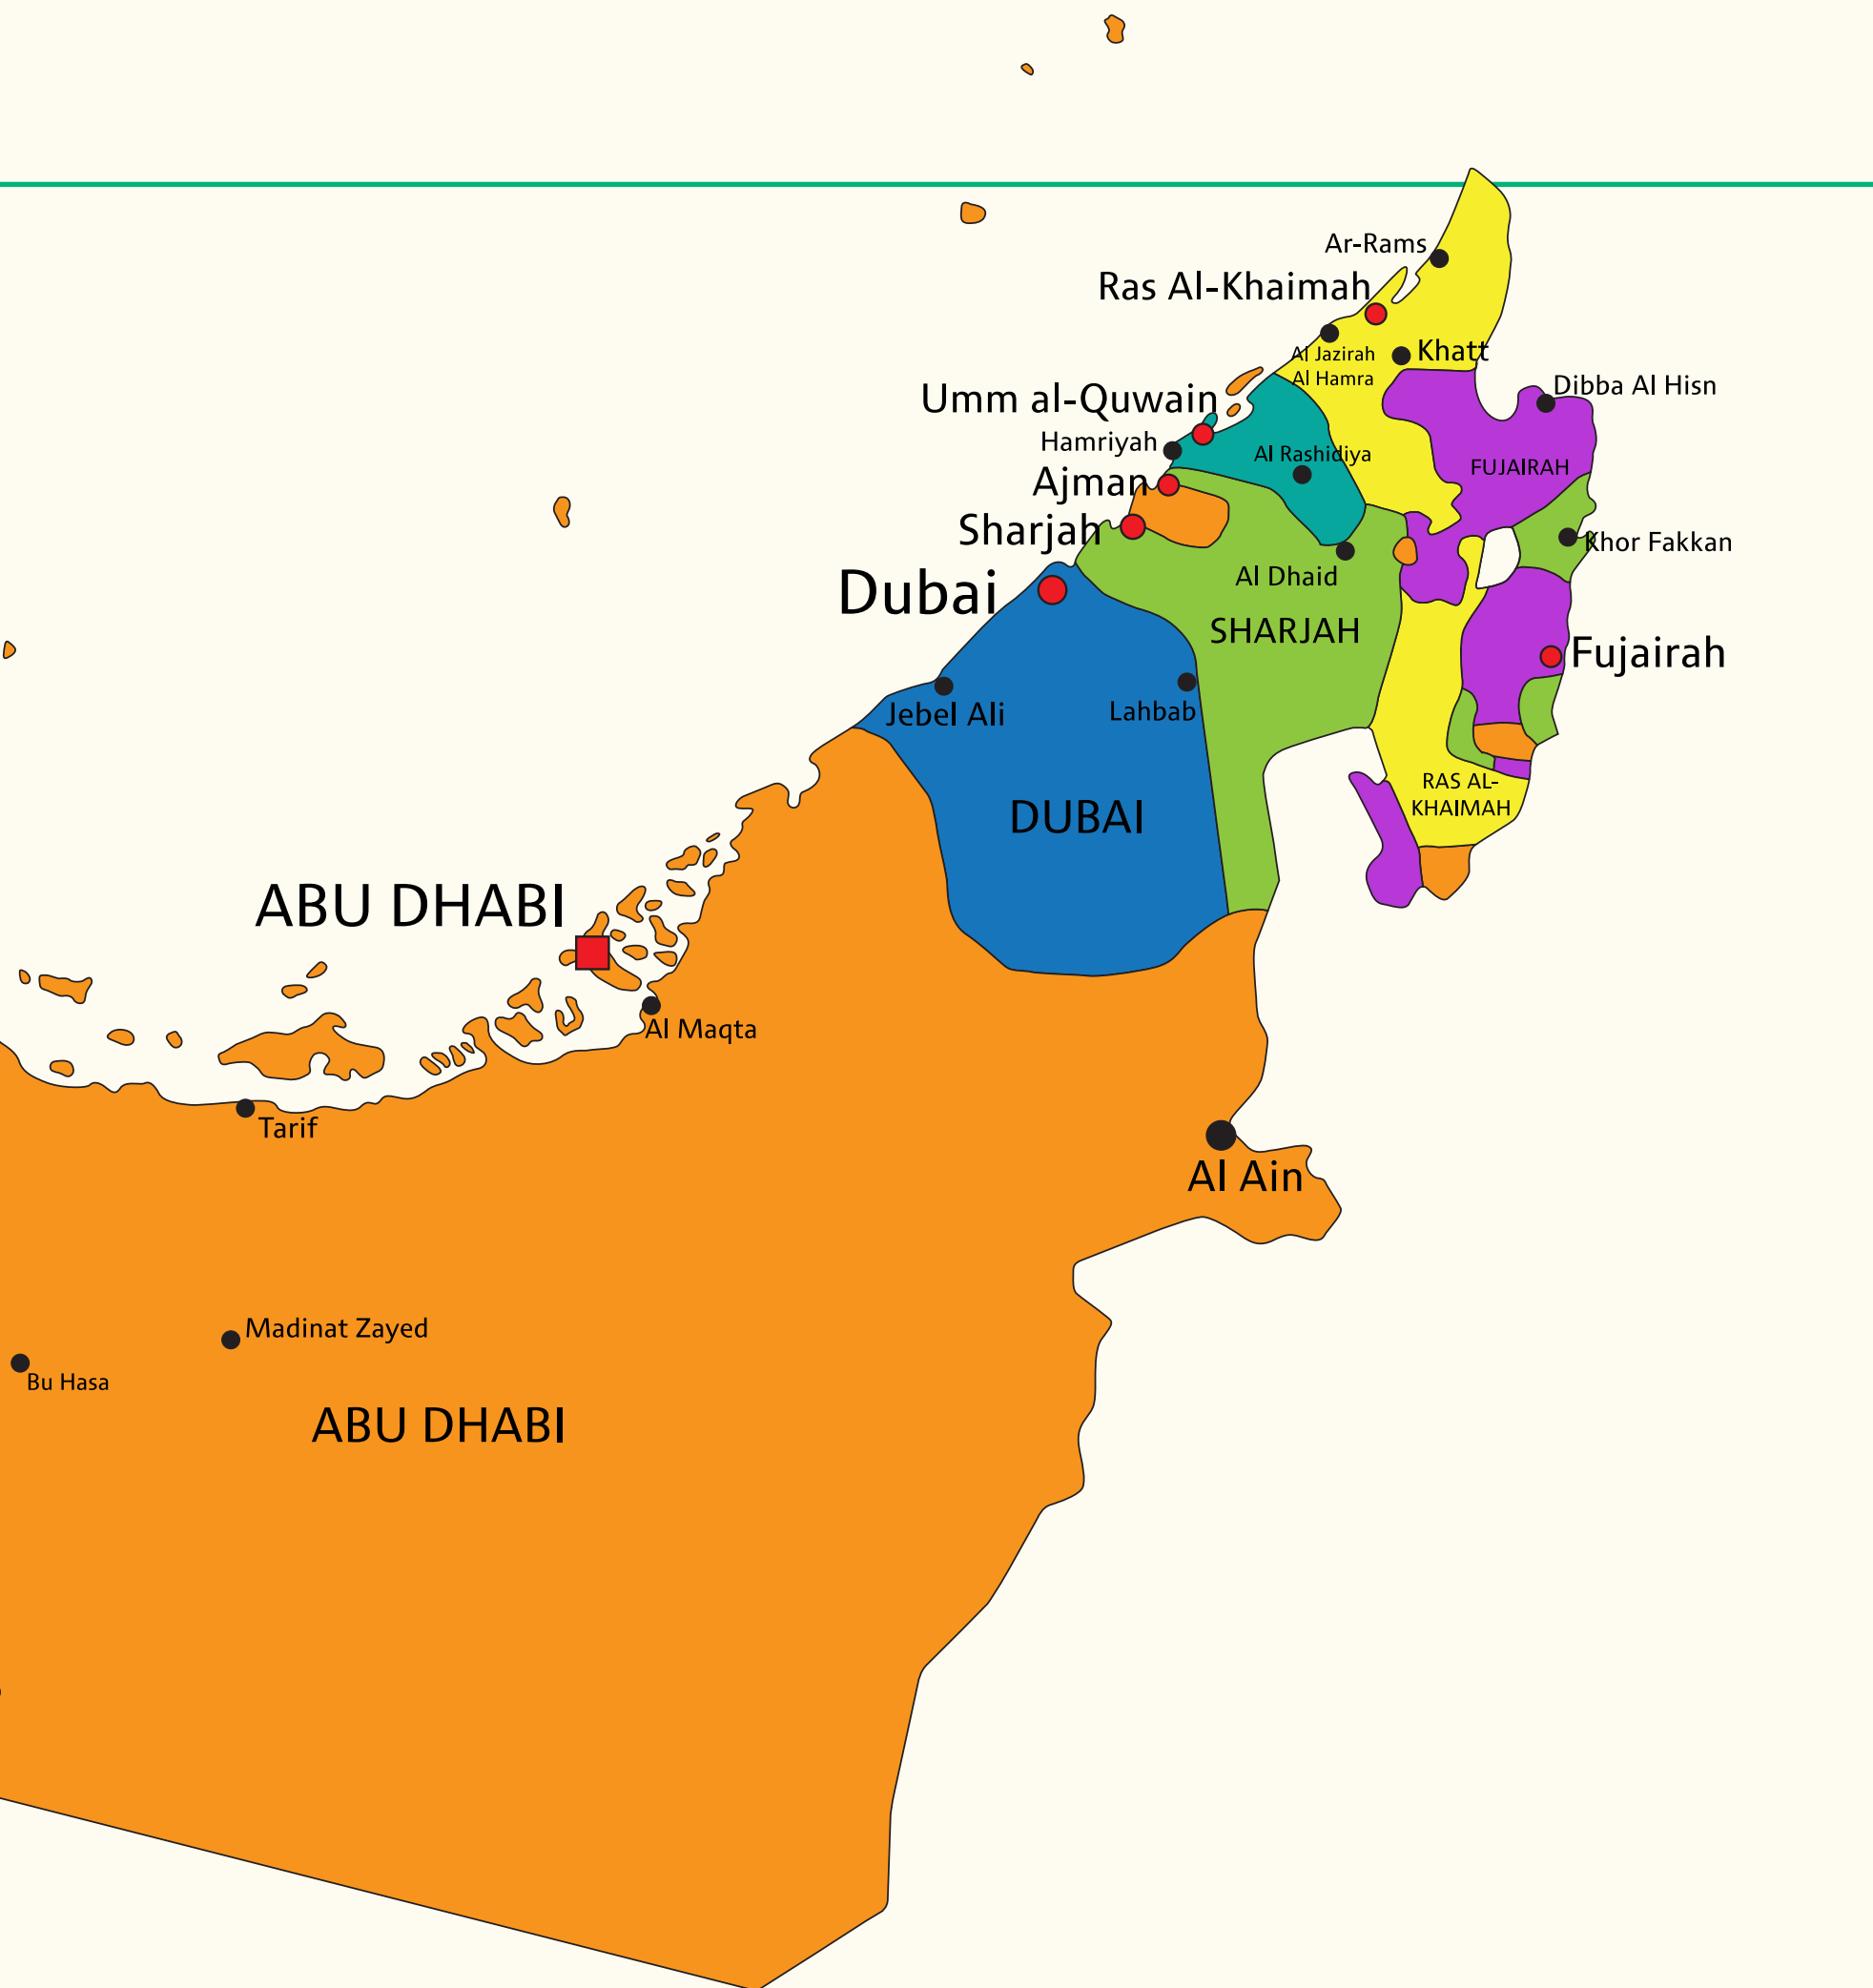 Ar-Rams
Ras Al-Khaimah
Al Jazirah
Al Hamra
Khatt
Dibba Al Hisn
Umm al-Quwain
Hamriyah
Al Rashidiya
FUJAIRAH
Ajman
Sharjah
Khor Fakkan
Dubai
Al Dhaid
SHARJAH
Fujairah
Jebel Ali
Lahbab
RAS AL-
KHAIMAH
DUBAI
ABU DHABI
Al Maqta
Tarif
Al Ain
Madinat Zayed
Bu Hasa
ABU DHABI